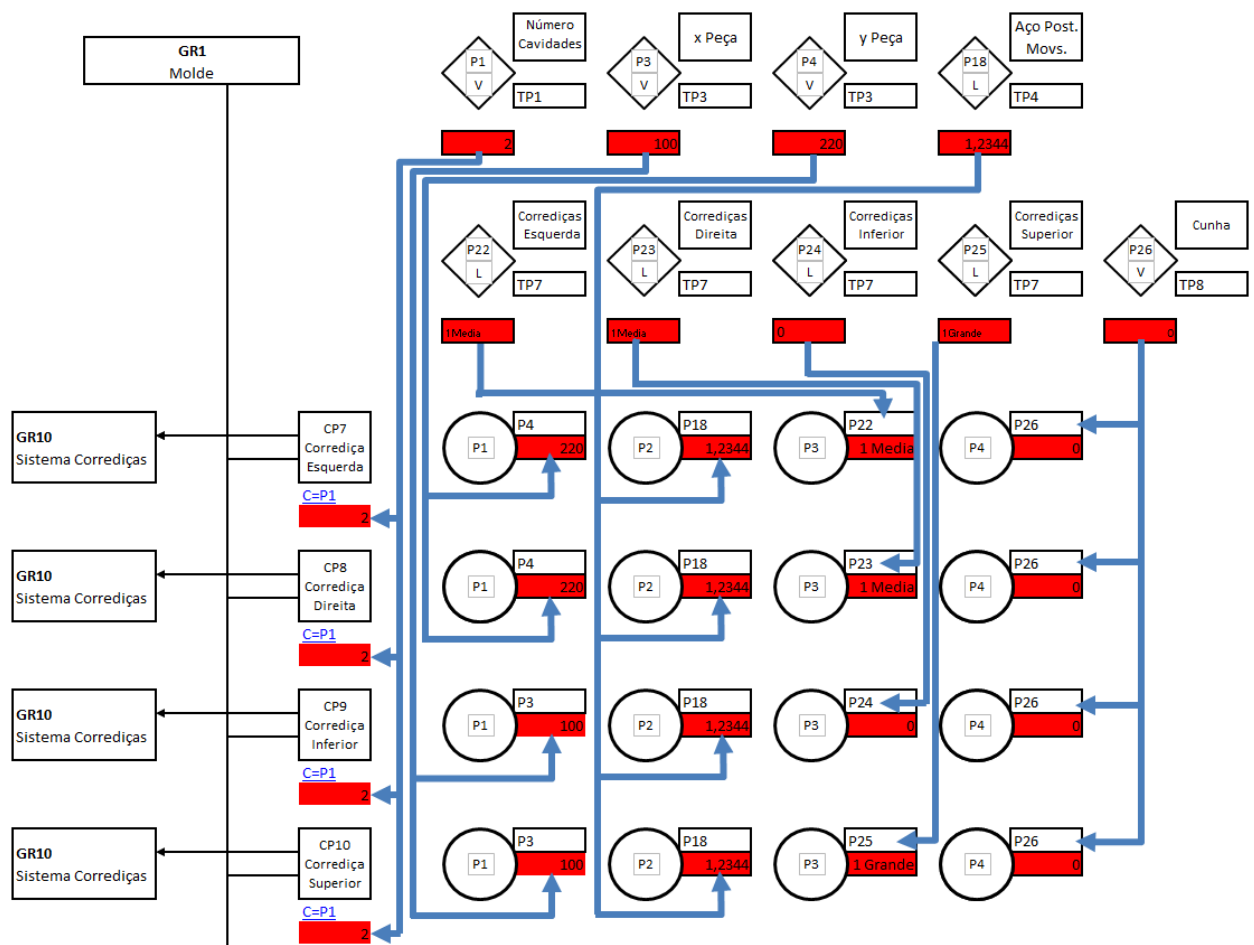 GR1
Molde
P1
V
Número
Cavidades
TP1
2
P3
V
x Peça
TP3
100
P4
V
y Peça
TP3
220
P18
L
Aço Post.
Movs.
TP4
1,2344
P22
L
Corrediças
Esquerda
TP7
1Media
P23
L
Corrediças
Direita
TP7
1Media
P24
L
Corrediças
Inferior
TP7
0
P25
L
Corrediças
Superior
TP7
1Grande
P26
V
Cunha
TP8
0
GR10
Sistema Corrediças
CP7
Corrediça
Esquerda
C=P1
2
P1
P4
220
P2
P18
1,2344
P3
P22
1 Media
P4
P26
0
GR10
Sistema Corrediças
CP8
Corrediça
Direita
C=P1
2
P1
P4
220
P2
P18
1,2344
P3
P23
1 Media
P4
P26
0
GR10
Sistema Corrediças
CP9
Corrediça
Inferior
C=P1
2
P1
P3
100
P2
P18
1,2344
P3
P24
0
P4
P26
0
GR10
Sistema Corrediças
CP10
Corrediça
Superior
C=P1
2
P1
P3
100
P2
P18
1,2344
P3
P25
1 Grande
P4
P26
0